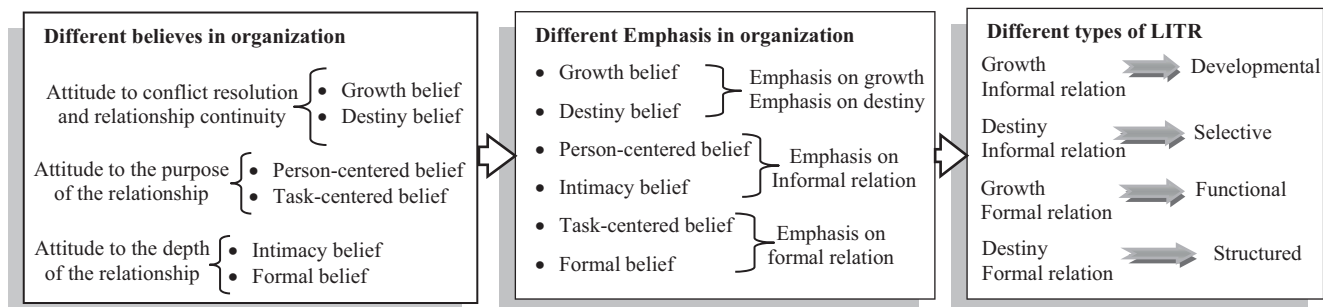 Different believes in organization
Attitude to conflict resolution
and relationship continuity
• Growth belief
• Destiny belief
Attitude to the purpose
of the relationship
• Person-centered belief
• Task-centered belief
Attitude to the depth
of the relationship
• Intimacy belief
• Formal belief
Different Emphasis in organization
• Growth belief
• Destiny belief
Emphasis on growth
Emphasis on destiny
• Person-centered belief
• Intimacy belief
Emphasis on
Informal relation
• Task-centered belief
• Formal belief
Emphasis on
formal relation
Different types of LITR
Growth
Informal relation
Developmental
Destiny
Informal relation
Selective
Growth
Formal relation
Functional
Destiny
Formal relation
Structured